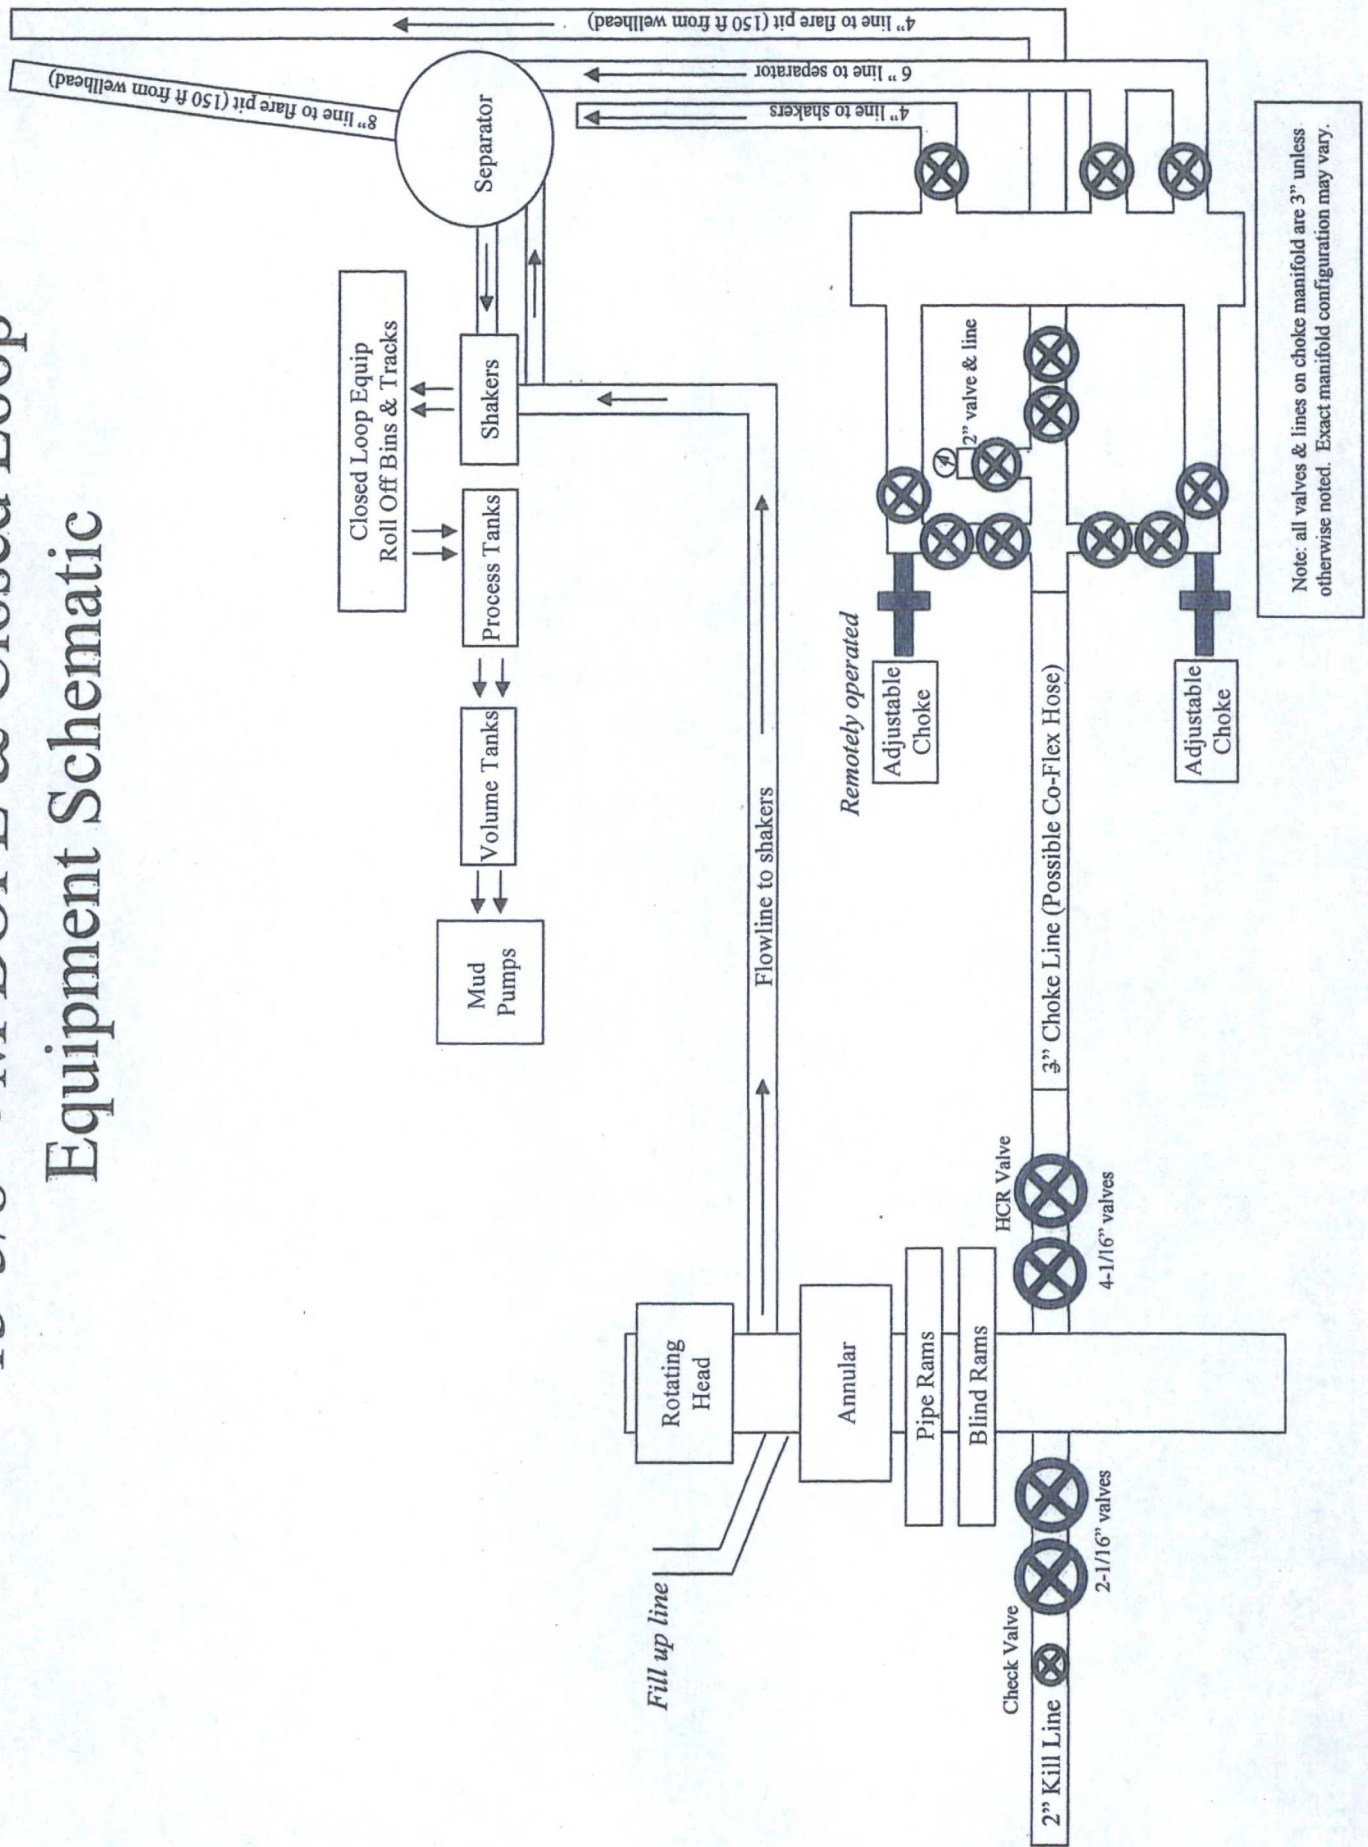 Equipment Schematic
4" line to flare pit (150 ft from wellhead)
8" line to flare pit (150 ft from wellhead)
6" line to separator
4" line to shakers
Separator
Closed Loop Equip
Roll Off Bins & Tracks
Shakers
Process Tanks
Volume Tanks
Mud
Pumps
Flowline to shakers
Fill up line
Rotating
Head
Annular
Pipe Rams
Blind Rams
Remotely operated
Adjustable
Choke
2" valve & line
HCR Valve
3" Choke Line (Possible Co-Flex Hose)
4-1/16" valves
Check Valve
2" Kill Line
2-1/16" valves
Adjustable
Choke
Note: all valves & lines on choke manifold are 3" unless
otherwise noted. Exact manifold configuration may vary.